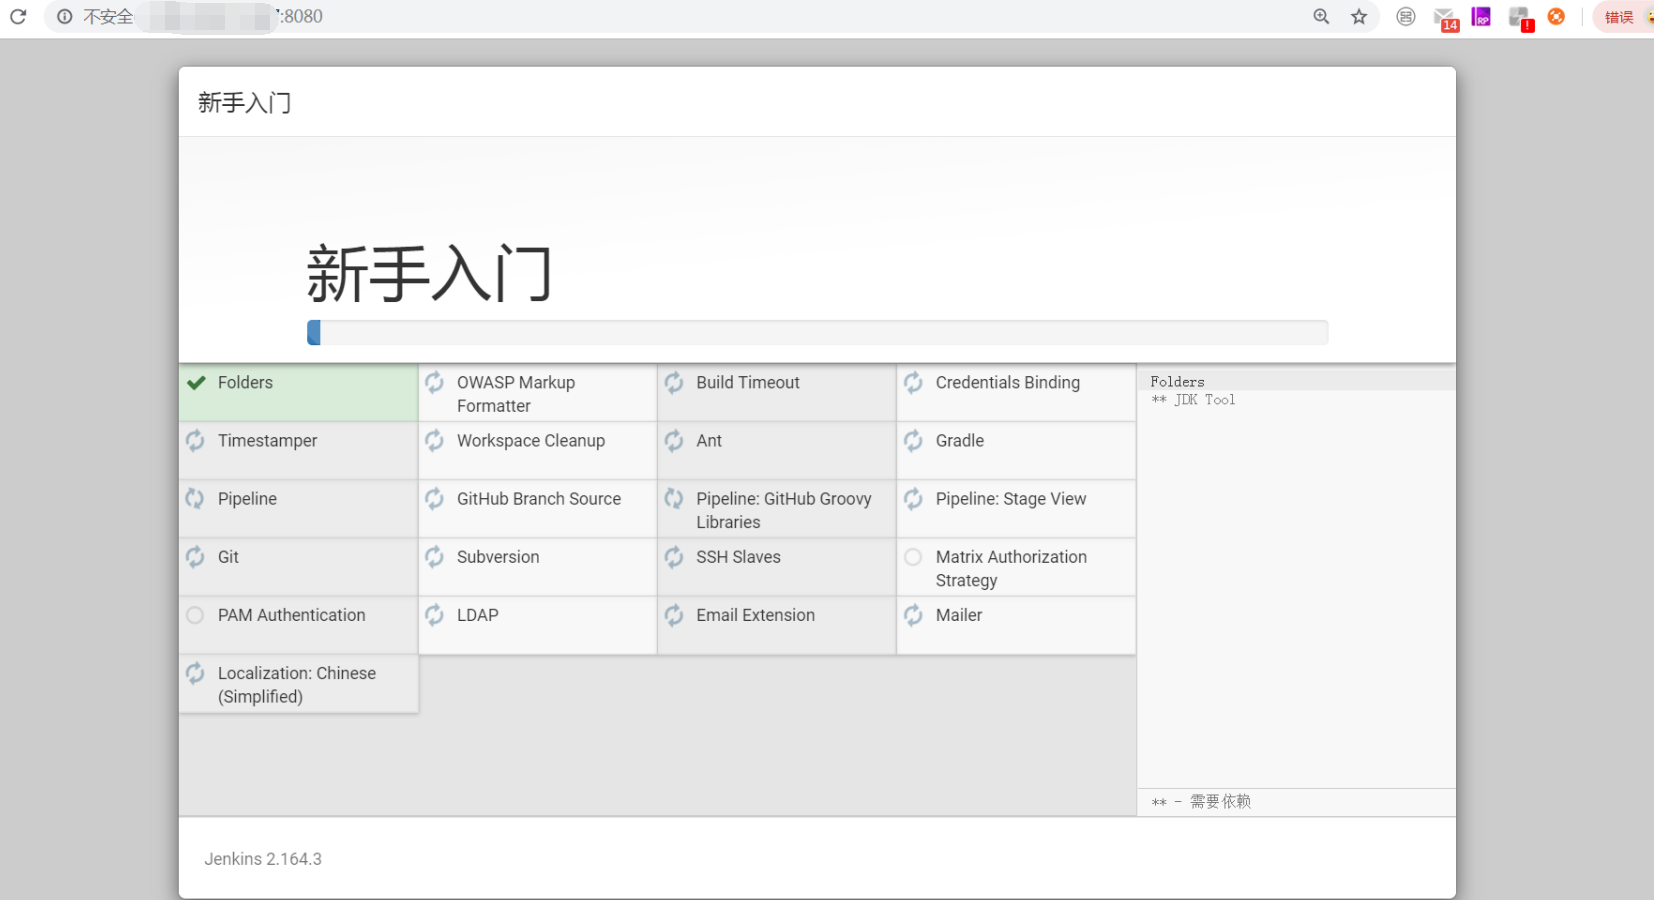 不安全
:8080
14
RP
!
错误
新手入门
新手入门
Folders
OWASP Markup
Formatter
Build Timeout
Credentials Binding
Timestamper
Workspace Cleanup
Ant
Gradle
Pipeline
GitHub Branch Source
Pipeline: GitHub Groovy
Libraries
Pipeline: Stage View
Git
Subversion
SSH Slaves
Matrix Authorization
Strategy
PAM Authentication
LDAP
Email Extension
Mailer
Localization: Chinese
(Simplified)
Folders
** JDK Tool
** - 需要依赖
Jenkins 2.164.3